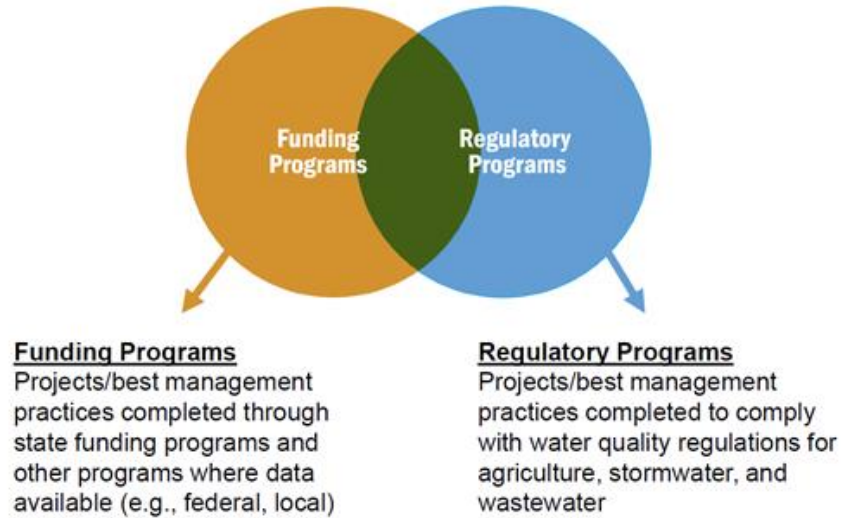 Funding
Programs
Regulatory
Programs
Funding Programs
Projects/best management
practices completed through
state funding programs and
other programs where data
available (e.g., federal, local)
Regulatory Programs
Projects/best management
practices completed to comply
with water quality regulations for
agriculture, stormwater, and
wastewater